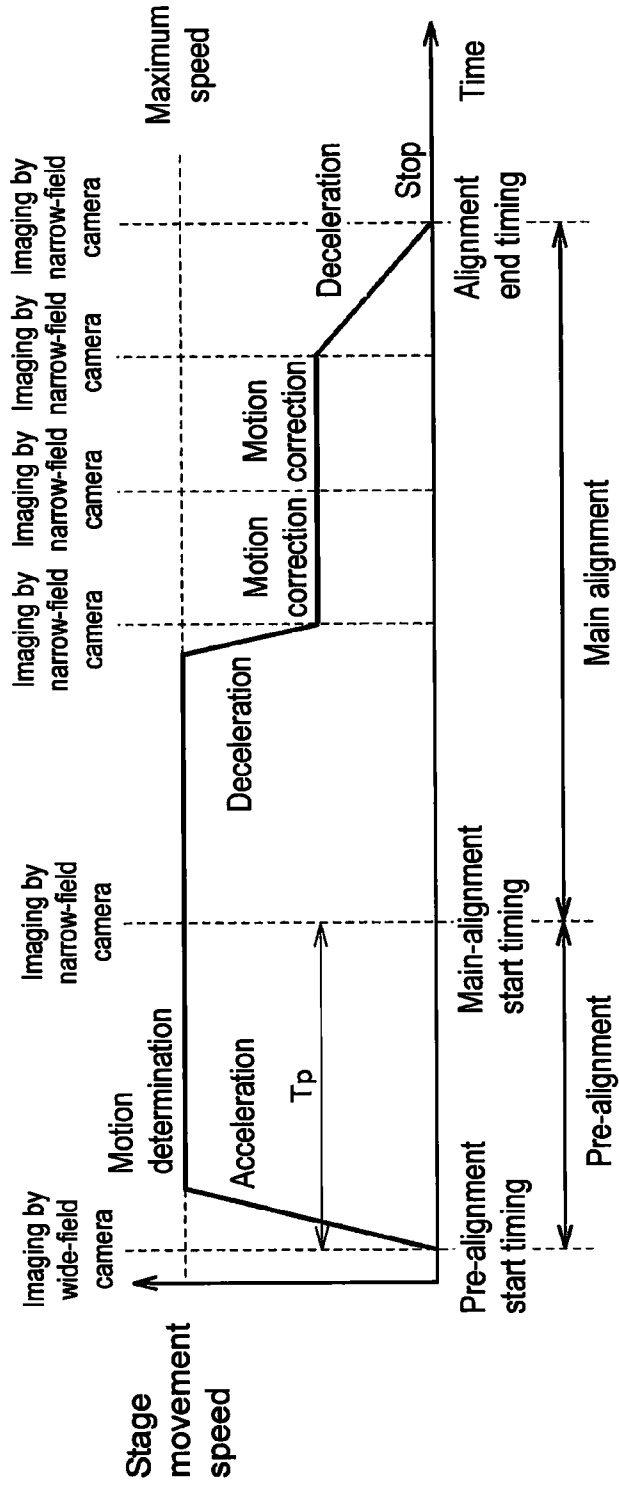 Stage
movement
speed
Imaging by
wide-field
camera
Imaging by
narrow-field
camera
Imaging by
narrow-field
camera
Imaging by
narrow-field
camera
Imaging by
narrow-field
camera
Imaging by
narrow-field
camera
Maximum
speed
Motion
determination
Acceleration
Tp
Deceleration
Motion
correction
Motion
correction
Deceleration
Stop
Time
Pre-alignment
start timing
Main-alignment
start timing
Alignment
end timing
Pre-alignment
Main alignment